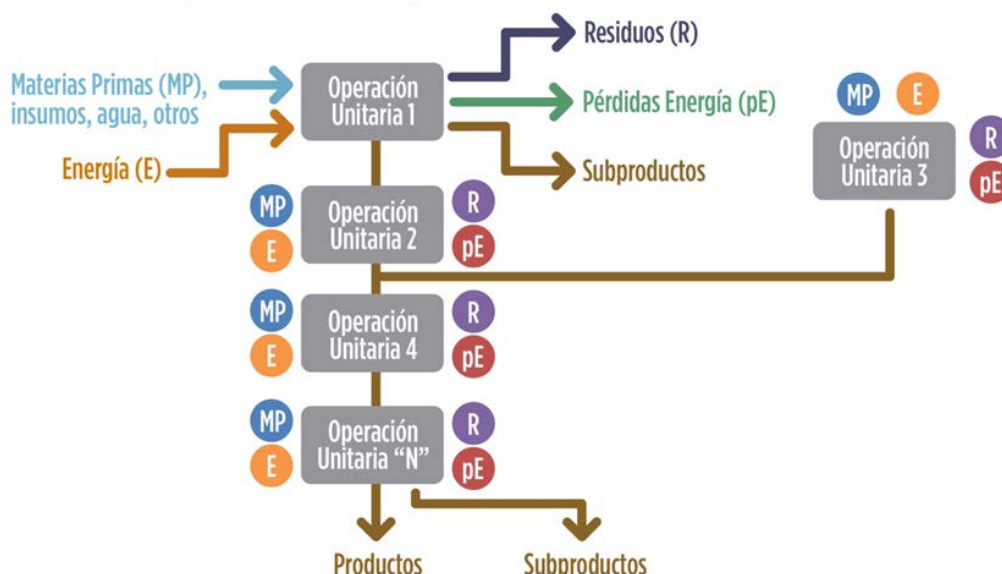 Residuos (R)
Materias Primas (MP),
insumos, agua, otros
Operación
Unitaria 1
Pérdidas Energía (pE)
Energía (E)
Subproductos
MP
E
Operación
Unitaria 3
R
pE
MP
E
Operación
Unitaria 2
R
pE
MP
E
Operación
Unitaria 4
R
pE
MP
E
Operación
Unitaria “N”
R
pE
Productos
Subproductos